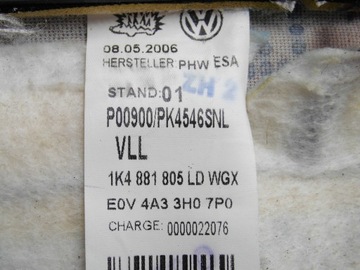 08.05.2006
HERSTELLER PHW ESA
STAND:01
ZH 2
P00900/PK4546SNL
VLL
1K4 881 805 LD WGX
E0V 4A3 3H0 7P0
CHARGE: 0000022076